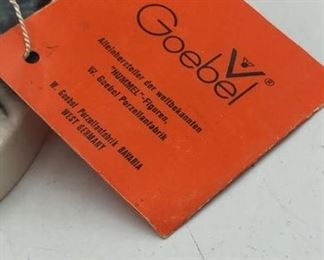 Goebel ®
Alleinhersteller der weltbekannten
"HUMMEL"-Figuren,
W. Goebel Porzellanfabrik
W. Goebel Porzellanfabrik BAVARIA
WEST GERMANY